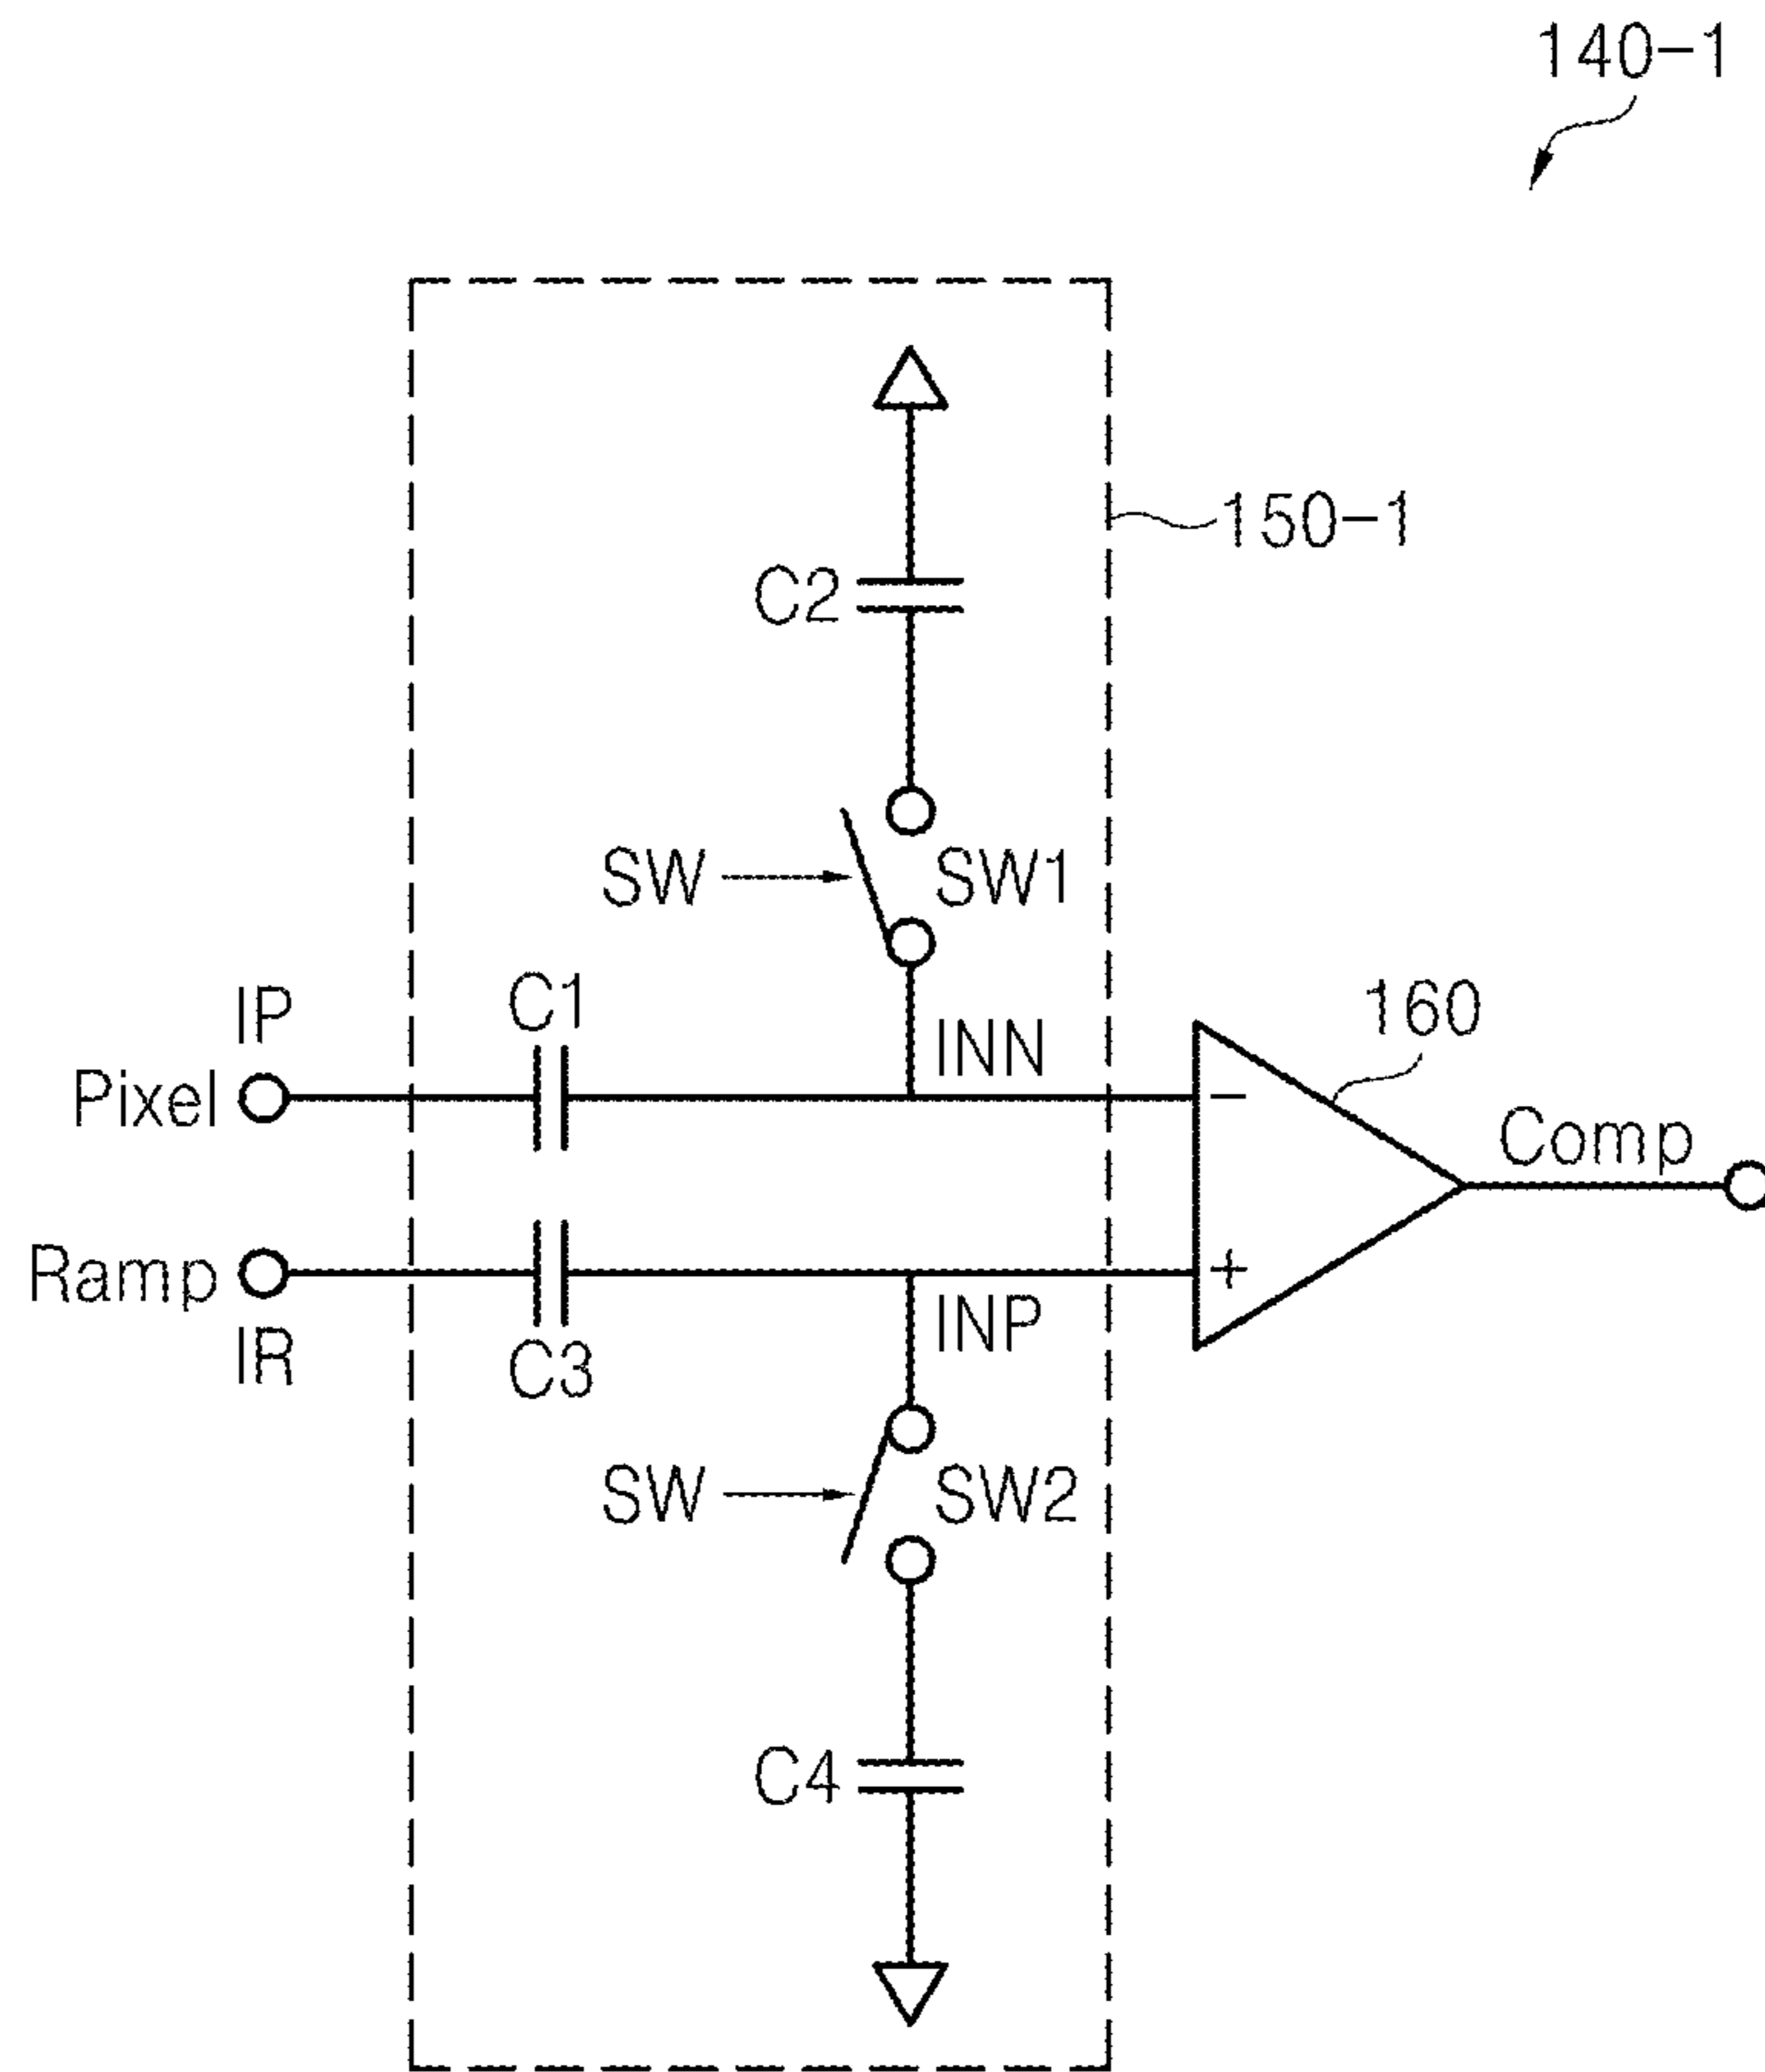 140-1
150-1
C2
SW
SW1
IP
C1
INN
160
Pixel
-
Comp
Ramp
+
IR
C3
INP
SW
SW2
C4